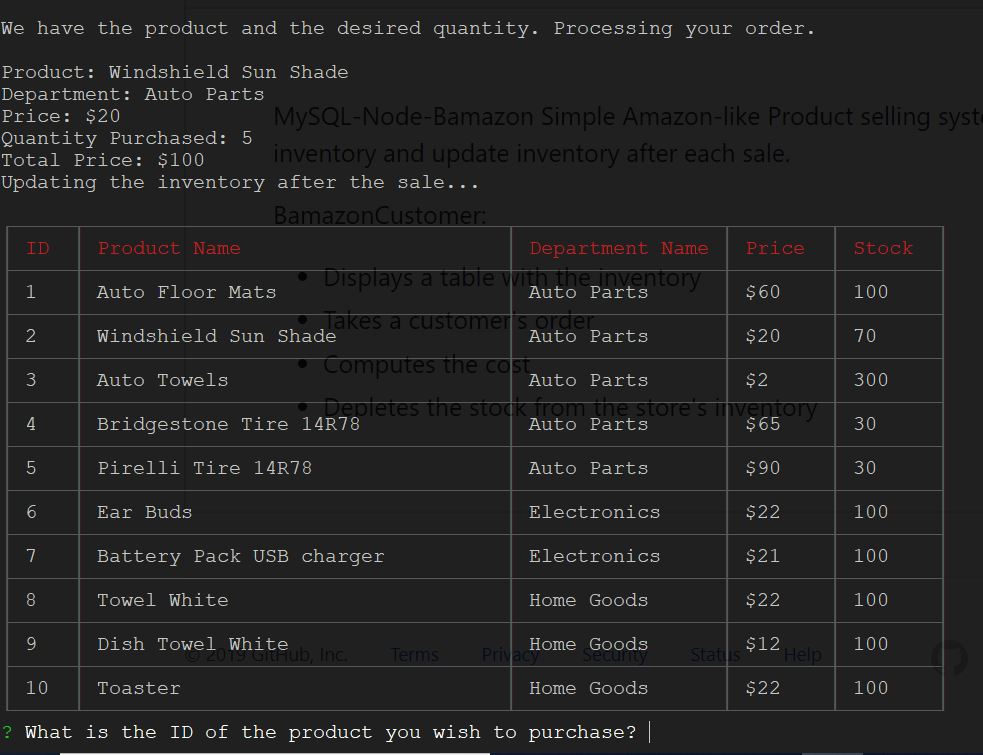 We have the product and the desired quantity. Processing your order.
Product: Windshield Sun Shade
Department: Auto Parts
Price: $20
Quantity Purchased: 5
Total Price: $100
Updating the inventory after the sale...
MySQL-Node-Bamazon Simple Amazon-like Product selling syst
inventory and update inventory after each sale.
BamazonCustomer:
• Displays a table with the inventory
• Takes a customer's order
• Computes the cost
• Depletes the stock from the store's inventory
ID Product Name Department Name Price Stock
1 Auto Floor Mats Auto Parts $60 100
2 Windshield Sun Shade Auto Parts $20 70
3 Auto Towels Auto Parts $2 300
4 Bridgestone Tire 14R78 Auto Parts $65 30
5 Pirelli Tire 14R78 Auto Parts $90 30
6 Ear Buds Electronics $22 100
7 Battery Pack USB charger Electronics $21 100
8 Towel White Home Goods $22 100
9 Dish Towel White Home Goods $12 100
10 Toaster Home Goods $22 100
© 2019 GitHub, Inc. Terms Privacy Security Status Help
? What is the ID of the product you wish to purchase?